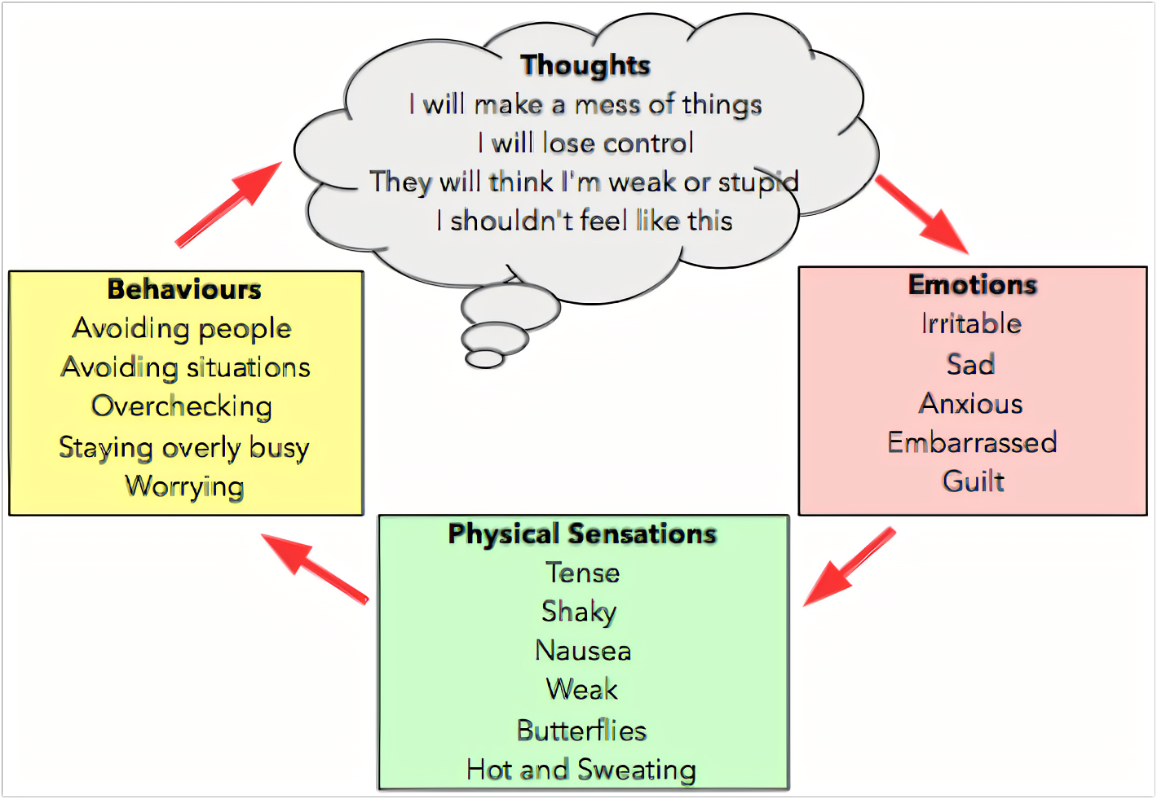 Thoughts
I will make a mess of things
I will lose control
They will think I'm weak or stupid
I shouldn't feel like this
Behaviours
Avoiding people
Avoiding situations
Overchecking
Staying overly busy
Worrying
Emotions
Irritable
Sad
Anxious
Embarrassed
Guilt
Physical Sensations
Tense
Shaky
Nausea
Weak
Butterflies
Hot and Sweating